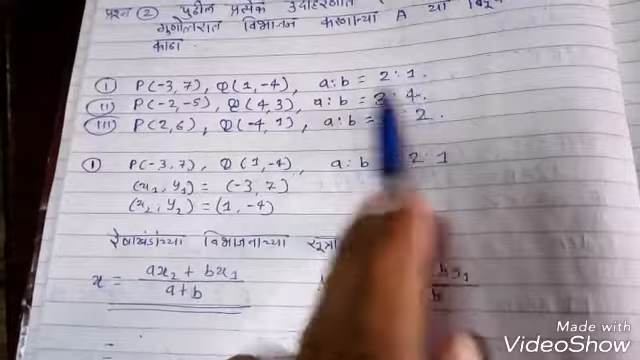 प्रश्न (2) पुढील प्रत्येक उदाहरणात
गुणोत्तरात विभाजन करणाऱ्या A या
काढा
(i) P(-3, 7), Q(1, -4), a:b = 2:1.
(ii) P(-2, -5), Q(4, 3), a:b = 3:4.
(iii) P(2, 6), Q(-4, 1), a:b = : 2.
(i) P(-3, 7), Q(1, -4), a:b 2:1
(x₁, y₁) = (-3, 7)
(x₂, y₂) = (1, -4)
रेषाखंडाच्या विभाजनाच्या
x = ax₂ + bx₁ / a+b
=
Made with
VideoShow